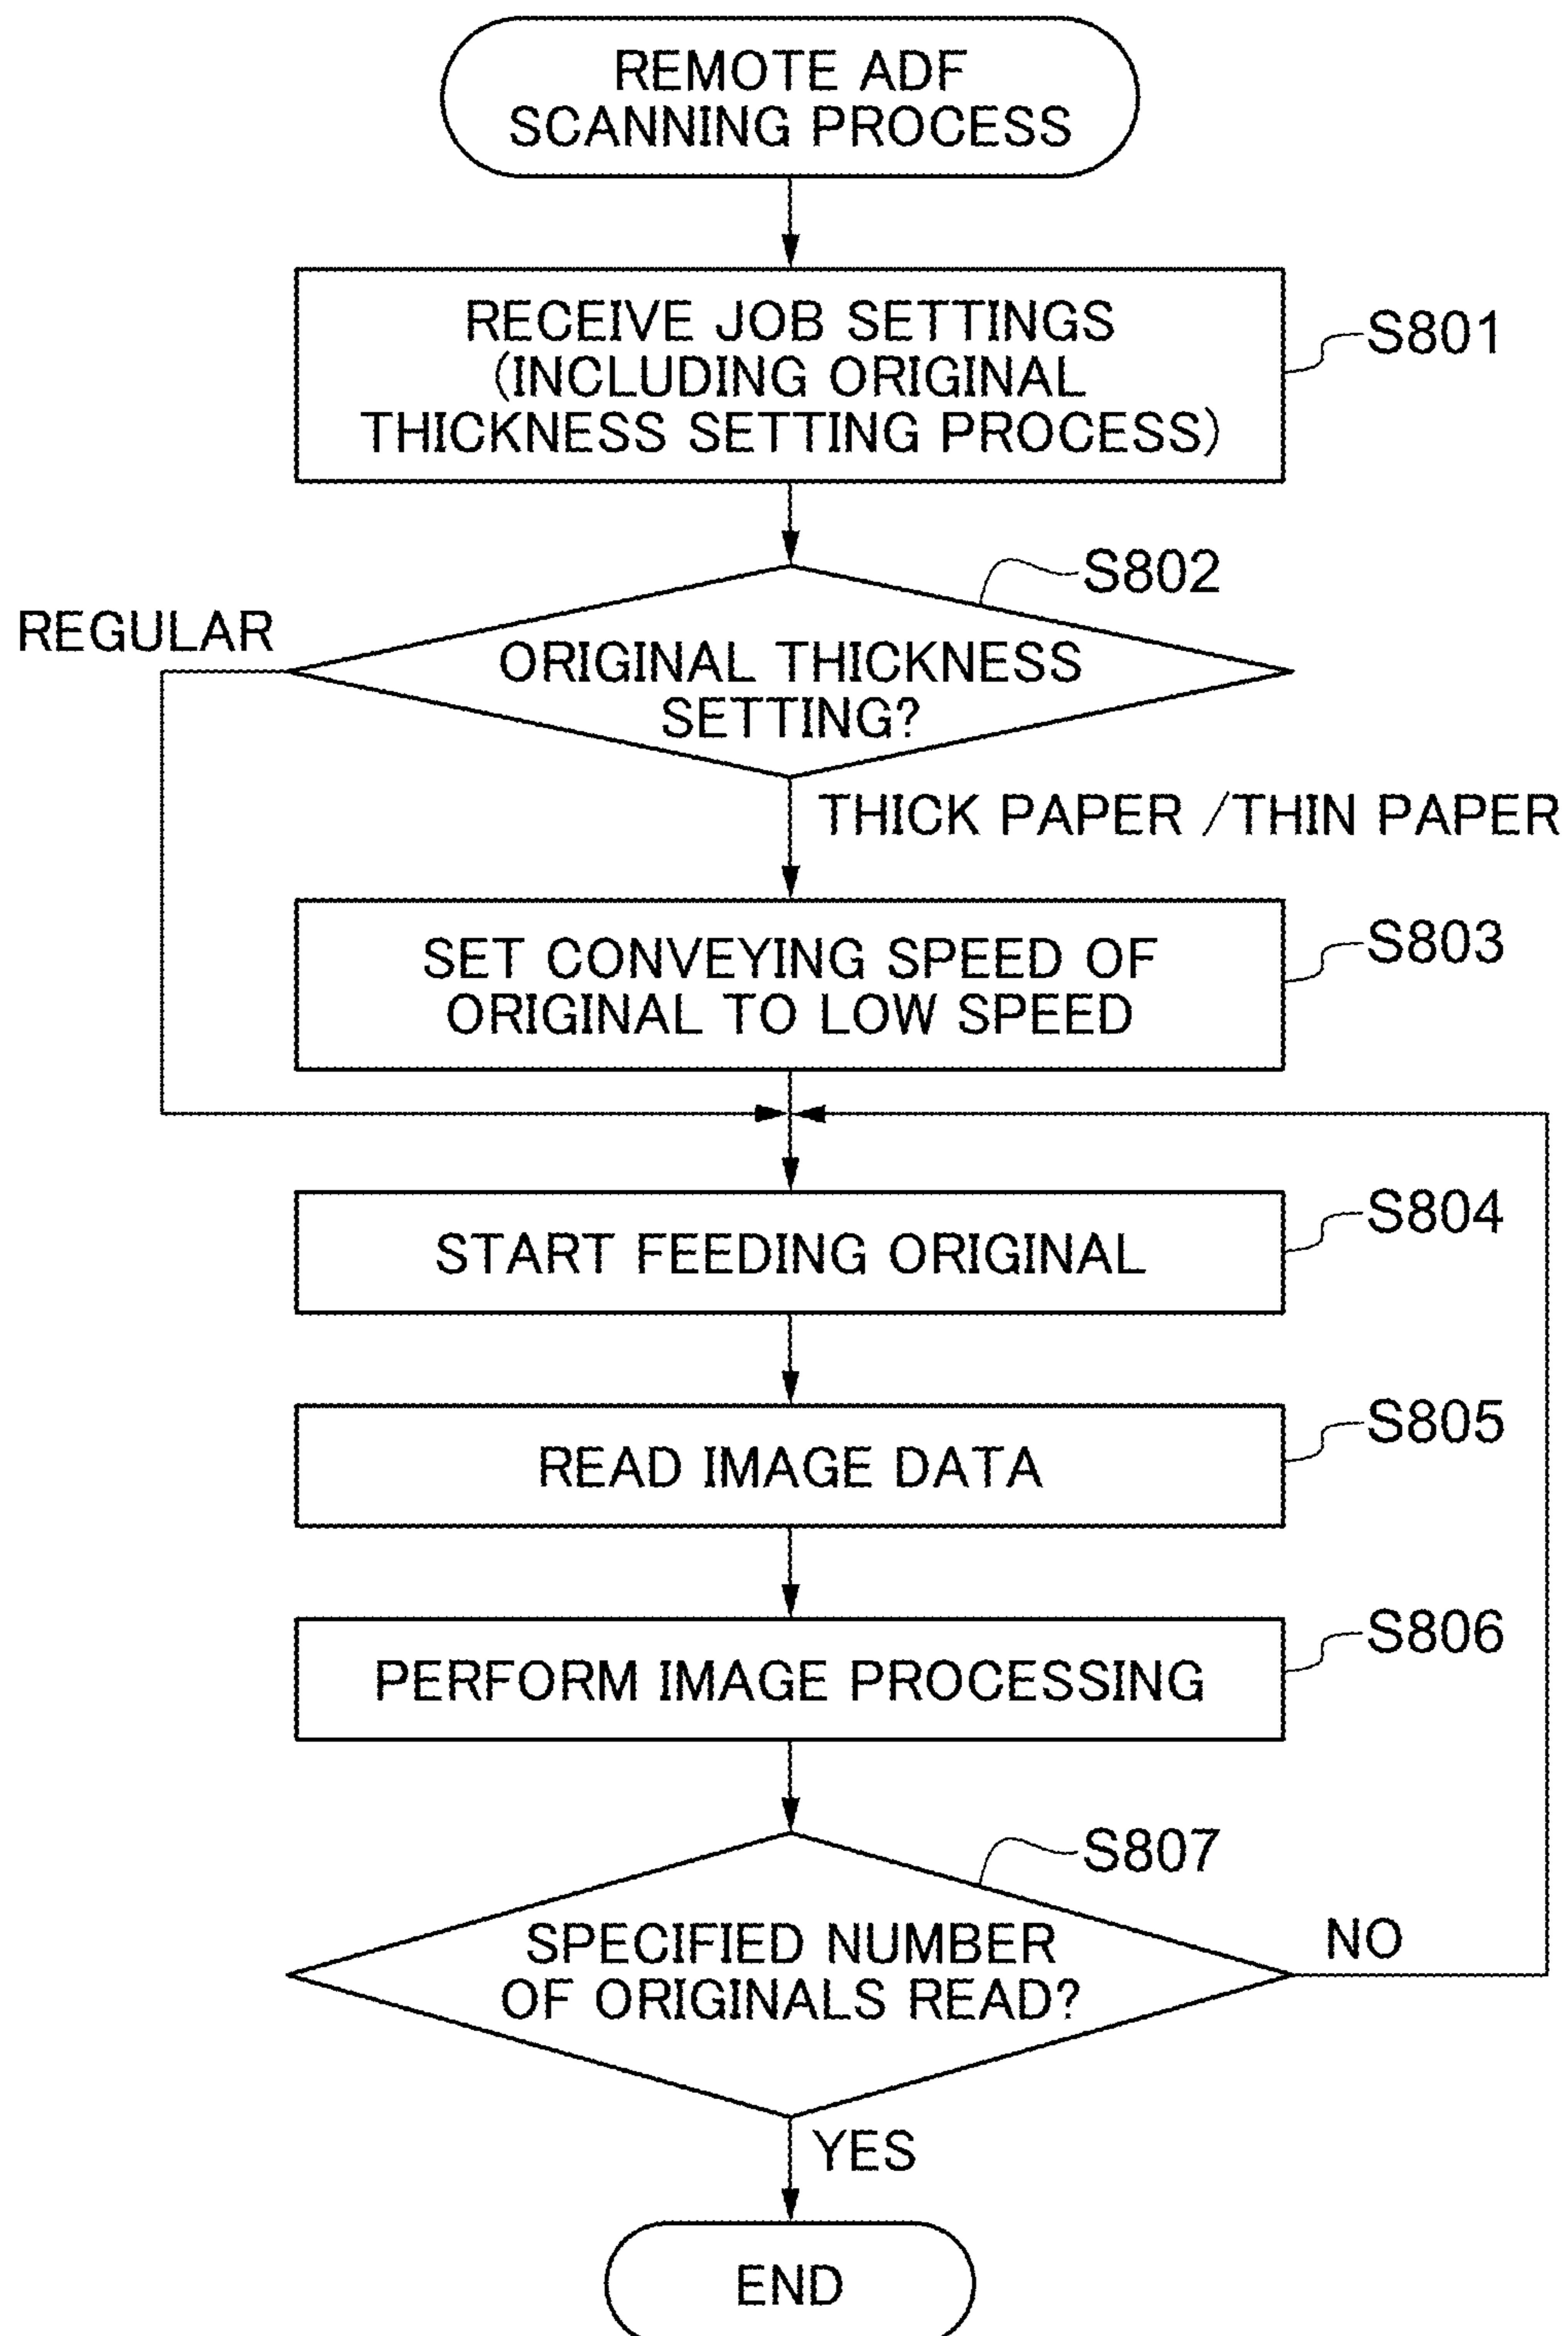 REMOTE ADF
SCANNING PROCESS
RECEIVE JOB SETTINGS
(INCLUDING ORIGINAL
THICKNESS SETTING PROCESS)
S801
S802
REGULAR
ORIGINAL THICKNESS
SETTING?
THICK PAPER /THIN PAPER
SET CONVEYING SPEED OF
ORIGINAL TO LOW SPEED
S803
START FEEDING ORIGINAL
S804
READ IMAGE DATA
S805
PERFORM IMAGE PROCESSING
S806
S807
SPECIFIED NUMBER
OF ORIGINALS READ?
NO
YES
END